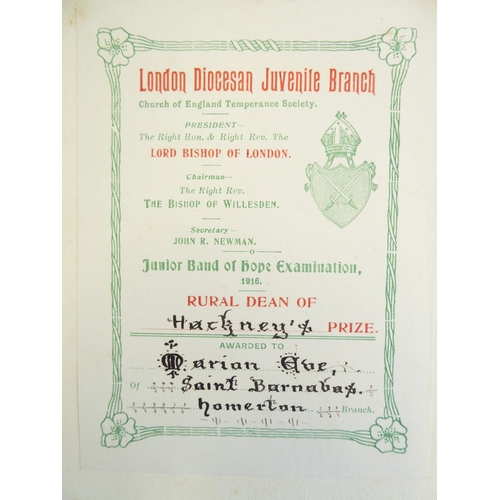 London Diocesan Juvenile Branch
Church of England Temperance Society.
PRESIDENT—
The Right Hon. & Right Rev. The
LORD BISHOP OF LONDON.
Chairman—
The Right Rev.
THE BISHOP OF WILLESDEN.
Secretary—
JOHN R. NEWMAN.
Junior Band of Hope Examination,
1916.
RURAL DEAN OF
Hackney's PRIZE.
AWARDED TO
Marion Eve,
Of Saint Barnabas.
Homerton Branch.